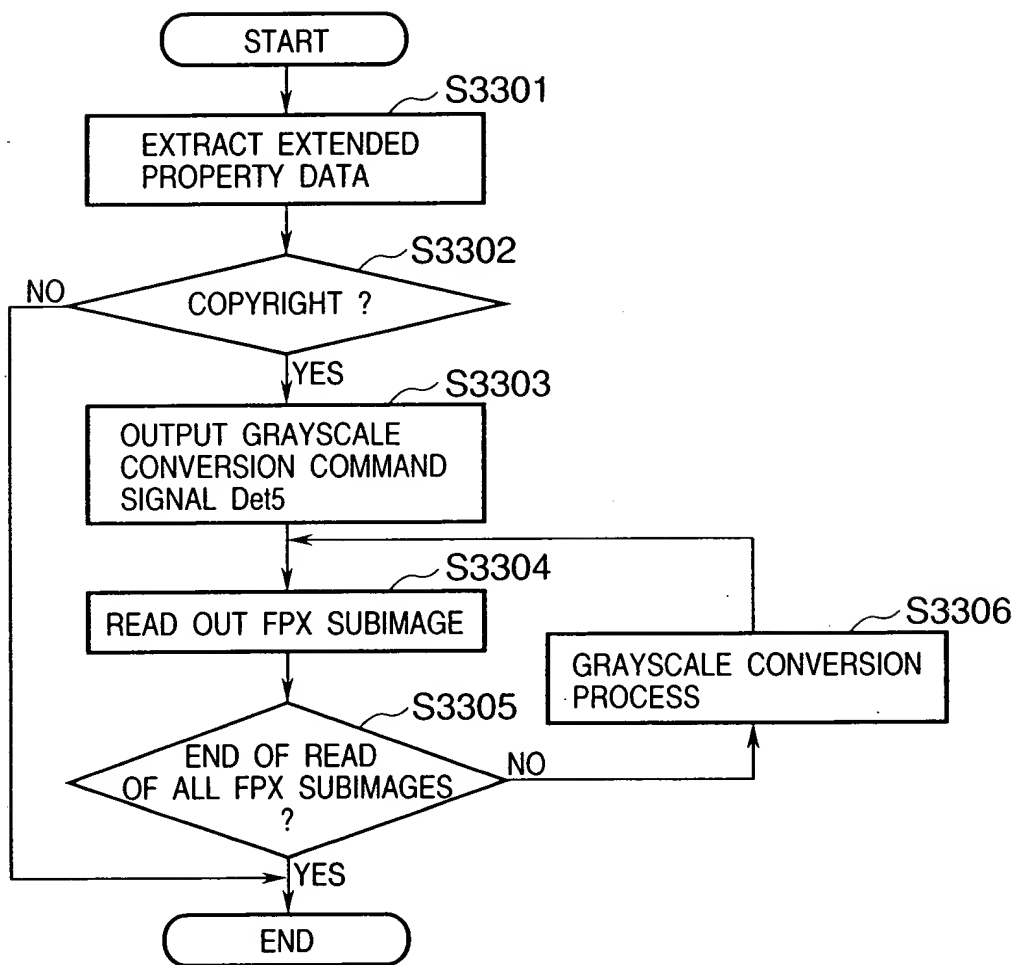 START
S3301
EXTRACT EXTENDED
PROPERTY DATA
S3302
NO
COPYRIGHT ?
YES
S3303
OUTPUT GRAYSCALE
CONVERSION COMMAND
SIGNAL Det5
S3304
READ OUT FPX SUBIMAGE
S3306
GRAYSCALE CONVERSION
PROCESS
S3305
END OF READ
OF ALL FPX SUBIMAGES
?
NO
YES
END